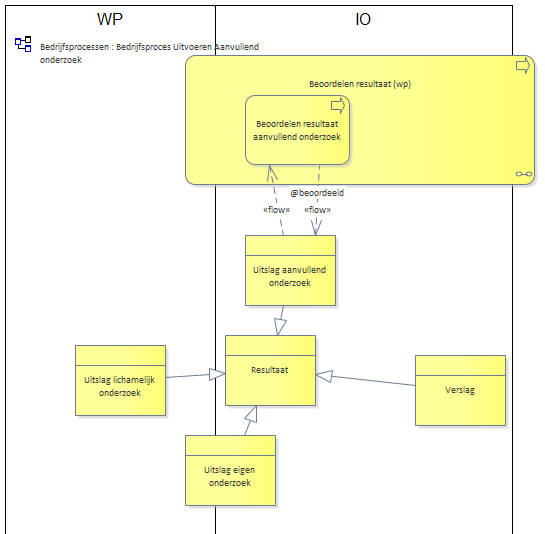 WP
IO
Bedrijfsprocessen : Bedrijfsproces Uitvoeren Aanvullend
onderzoek
Beoordelen resultaat (wp)
Beoordelen resultaat
aanvullend onderzoek
@beoordeeld
«flow»
«flow»
Uitslag aanvullend
onderzoek
Resultaat
Uitslag lichamelijk
onderzoek
Verslag
Uitslag eigen
onderzoek